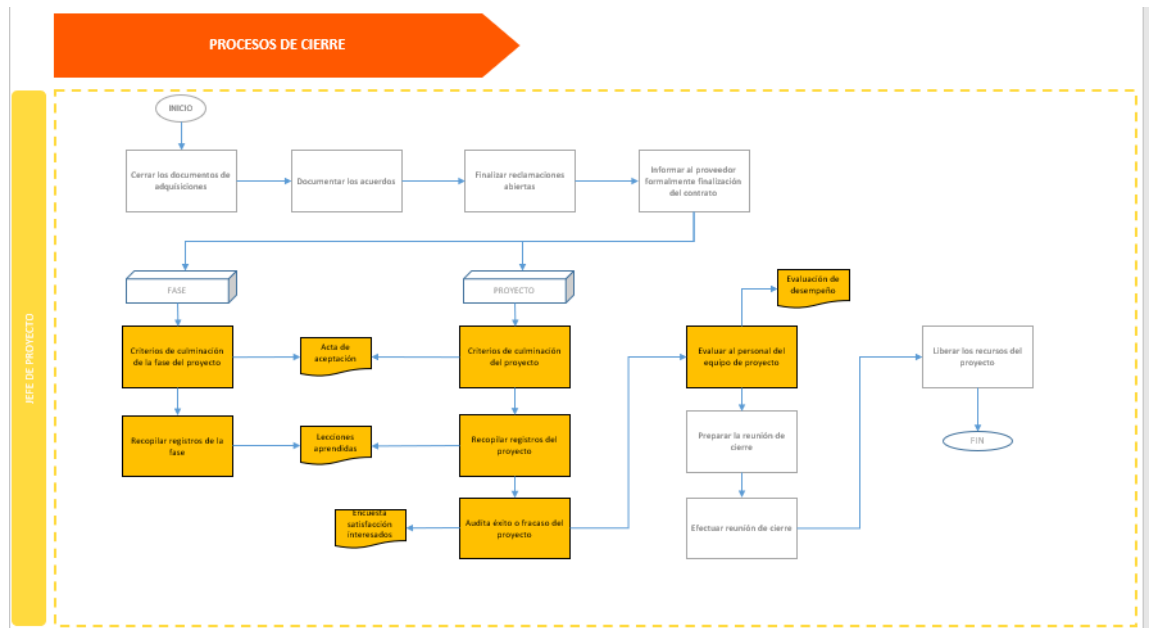 PROCESOS DE CIERRE
JEFE DE PROYECTO
INICIO
Cerrar los documentos de
adquisiciones
Documentar los acuerdos
Finalizar reclamaciones
abiertas
Informar al proveedor
formalmente finalización
del contrato
FASE
PROYECTO
Evaluación de
desempeño
Criterios de culminación
de la fase del proyecto
Acta de
aceptación
Criterios de culminación
del proyecto
Evaluar al personal del
equipo de proyecto
Liberar los recursos del
proyecto
Recopilar registros de la
fase
Lecciones
aprendidas
Recopilar registros del
proyecto
Preparar la reunión de
cierre
FIN
Encuesta
satisfacción
interesados
Audita éxito o fracaso del
proyecto
Efectuar reunión de cierre